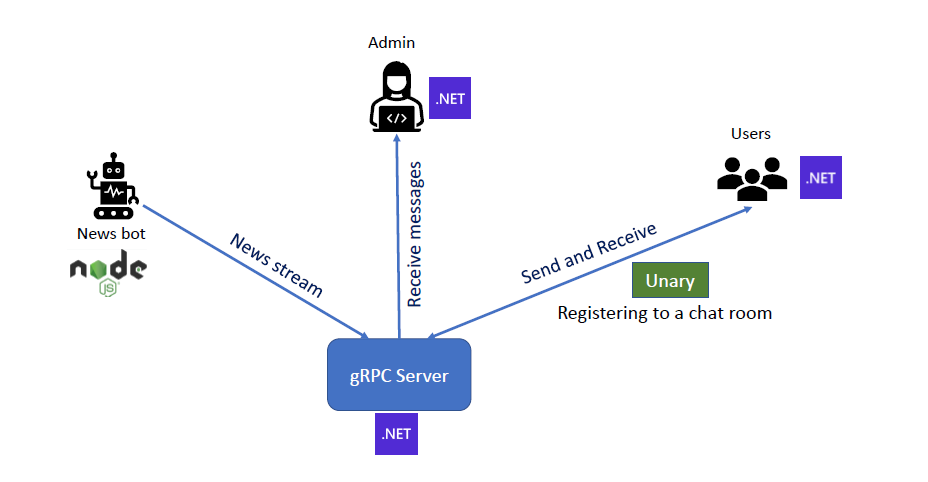 Admin
.NET
</>
Users
.NET
News bot
node
JS
News stream
Receive messages
Send and Receive
Unary
Registering to a chat room
gRPC Server
.NET